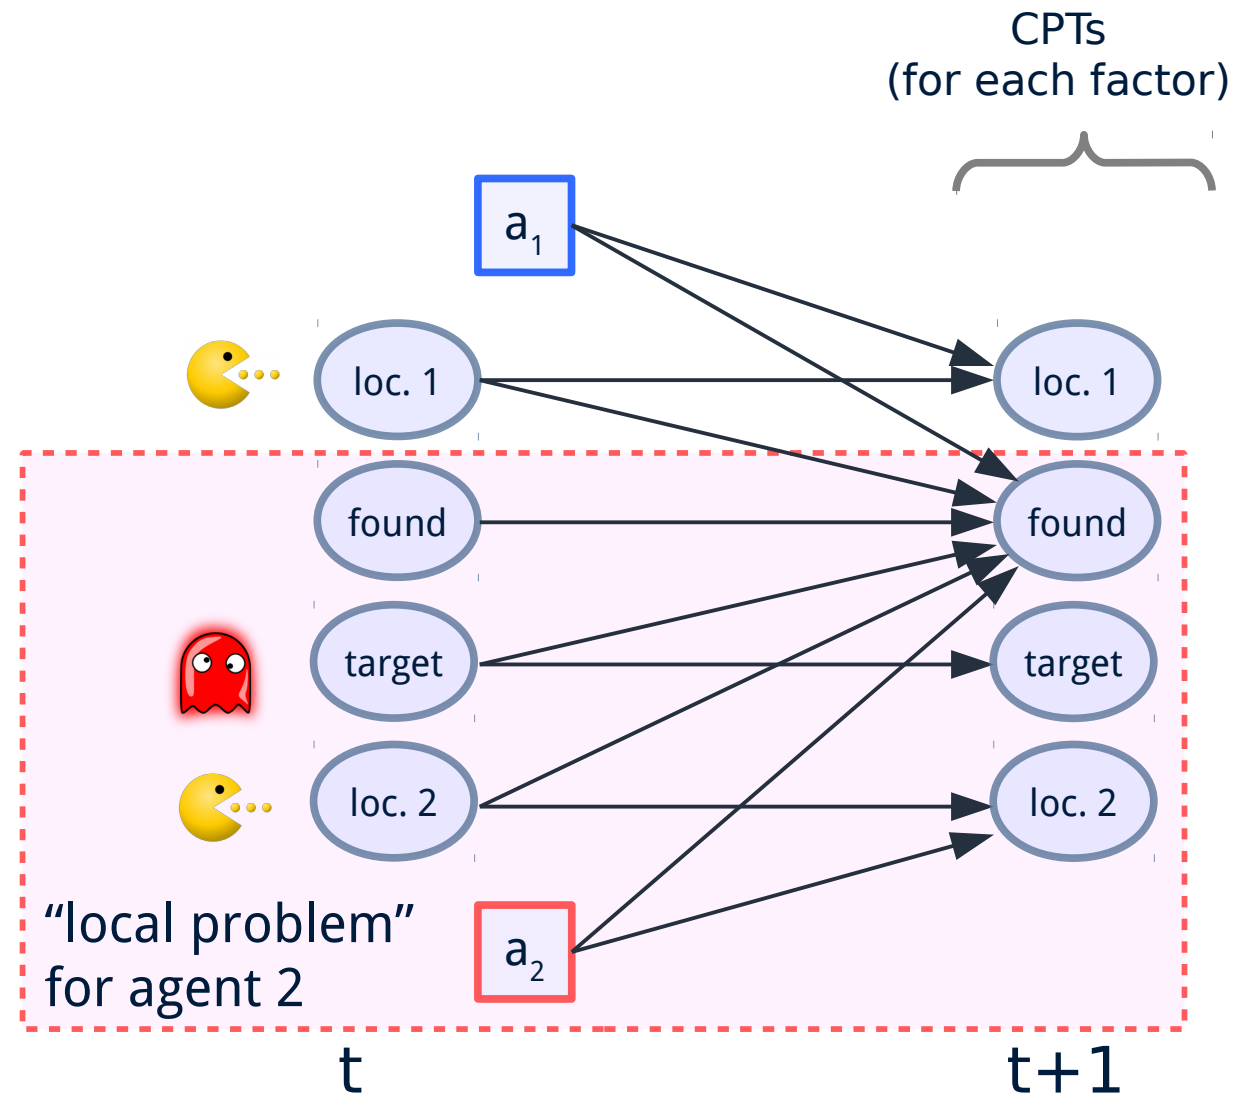 CPTs
(for each factor)
a1
loc. 1
loc. 1
found
found
target
target
loc. 2
loc. 2
“local problem”
for agent 2
a2
t
t+1